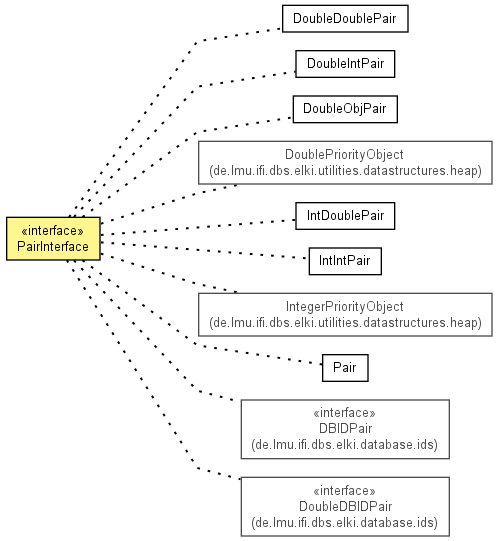 DoubleDoublePair
DoubleIntPair
DoubleObjPair
DoublePriorityObject
(de.lmu.ifi.dbs.elki.utilities.datastructures.heap)
«interface»
PairInterface
IntDoublePair
IntIntPair
IntegerPriorityObject
(de.lmu.ifi.dbs.elki.utilities.datastructures.heap)
Pair
«interface»
DBIDPair
(de.lmu.ifi.dbs.elki.database.ids)
«interface»
DoubleDBIDPair
(de.lmu.ifi.dbs.elki.database.ids)